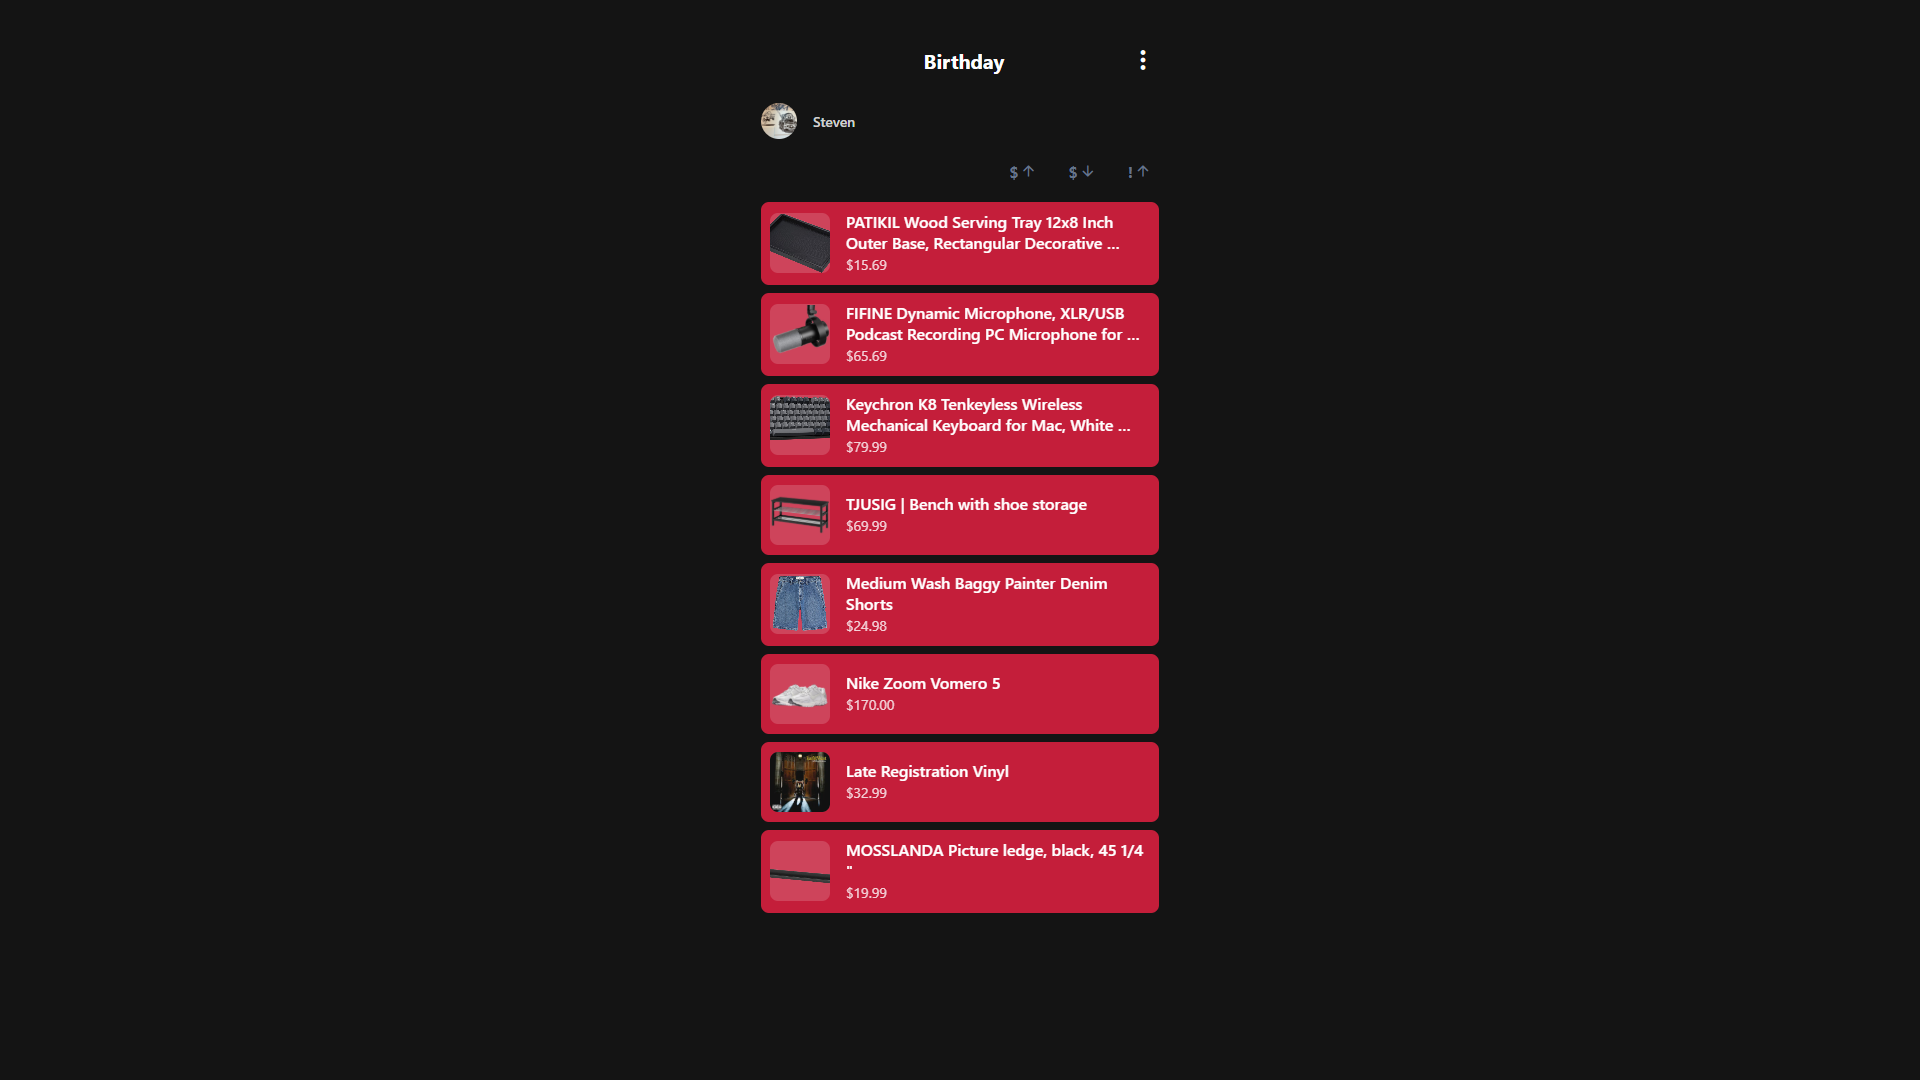 Birthday
Steven
$↑ $↓ !↑
PATIKIL Wood Serving Tray 12x8 Inch
Outer Base, Rectangular Decorative ...
$15.69
FIFINE Dynamic Microphone, XLR/USB
Podcast Recording PC Microphone for ...
$65.69
Keychron K8 Tenkeyless Wireless
Mechanical Keyboard for Mac, White ...
$79.99
TJUSIG | Bench with shoe storage
$69.99
Medium Wash Baggy Painter Denim
Shorts
$24.98
Nike Zoom Vomero 5
$170.00
Late Registration Vinyl
$32.99
MOSSLANDA Picture ledge, black, 45 1/4
"
$19.99